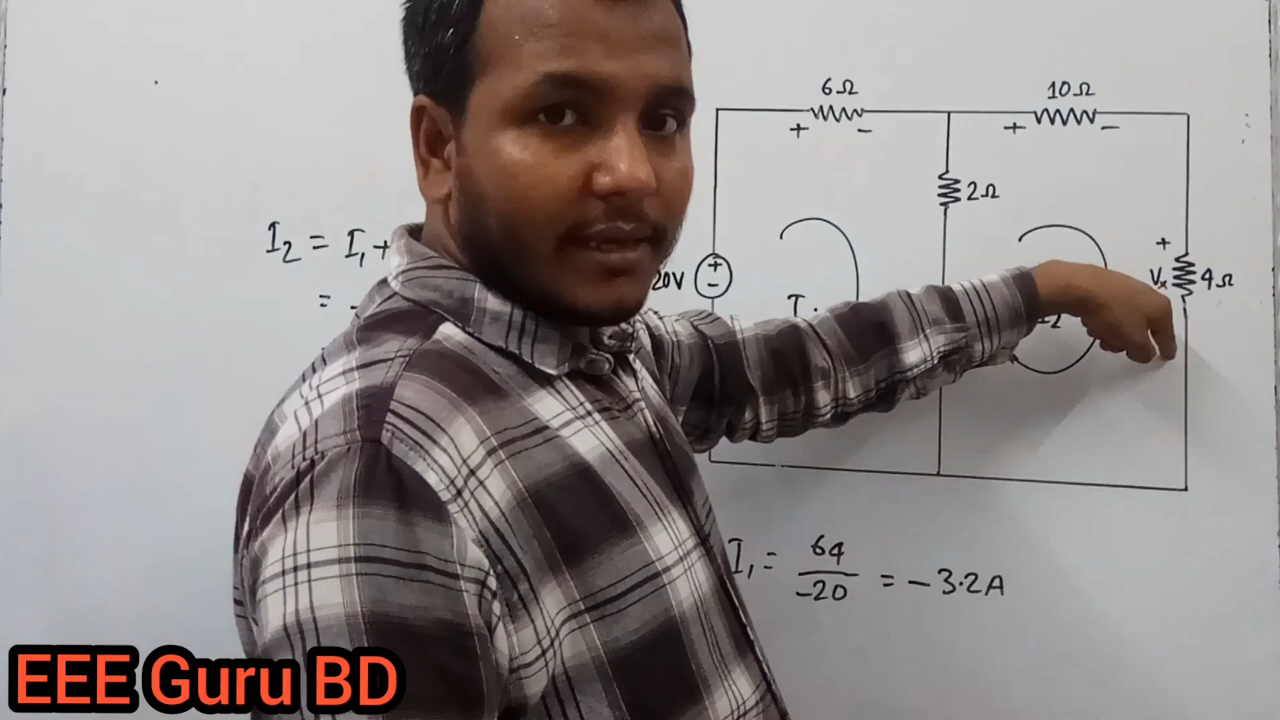 6Ω
10Ω
+ - + -
2Ω
I₂ = I₁ +
+
20V
+
-
Vx
4Ω
=
I₁ = 64/-20 = -3.2A
EEE Guru BD